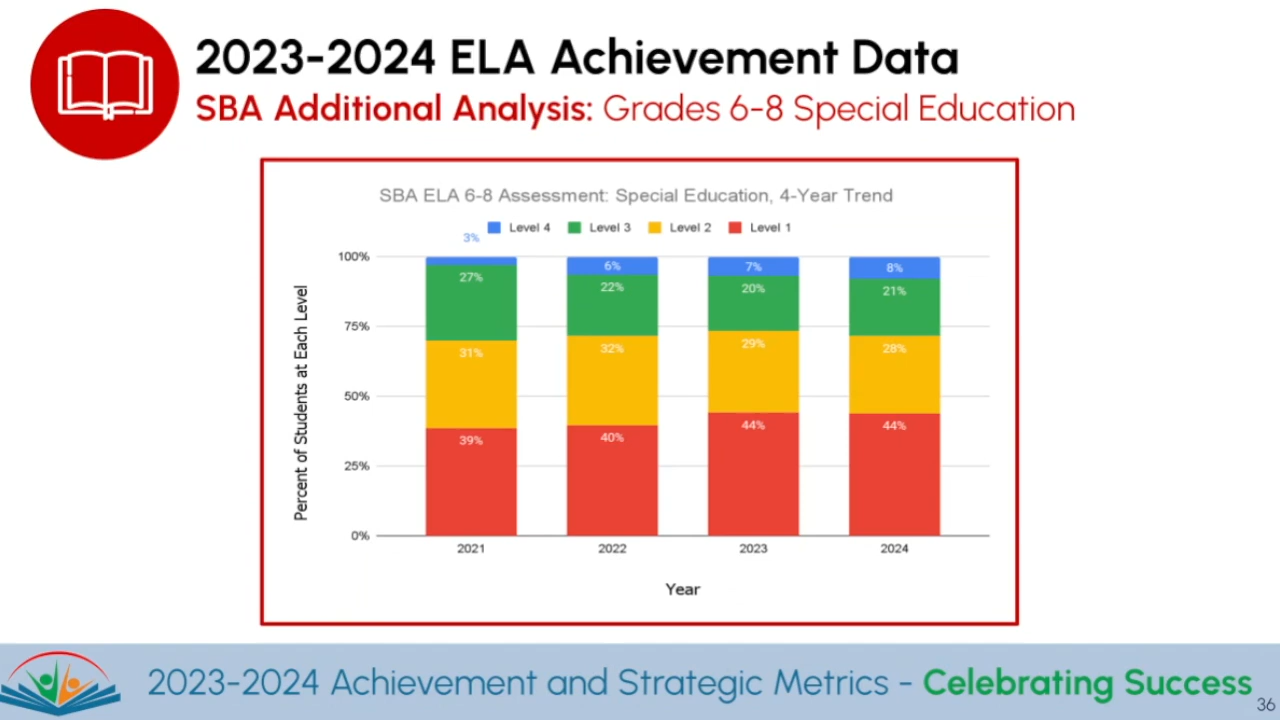 2023-2024 ELA Achievement Data
SBA Additional Analysis: Grades 6-8 Special Education
SBA ELA 6-8 Assessment: Special Education, 4-Year Trend
Level 4 Level 3 Level 2 Level 1
3%
100%
6% 7% 8%
27% 22% 20% 21%
75%
31% 32% 29% 28%
50%
39% 40% 44% 44%
25%
0%
Percent of Students at Each Level
2021 2022 2023 2024
Year
2023-2024 Achievement and Strategic Metrics - Celebrating Success
36